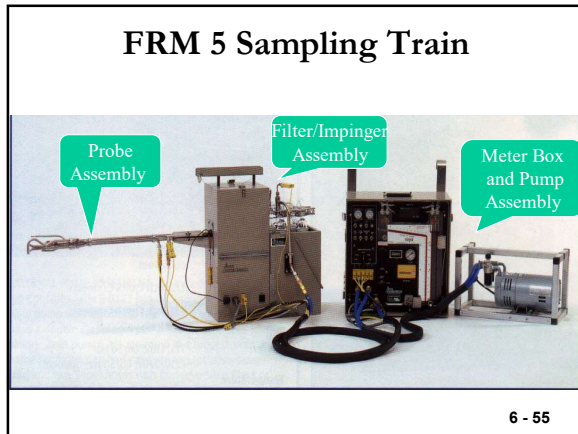 FRM 5 Sampling Train
Probe
Assembly
Filter/Impinger
Assembly
Meter Box
and Pump
Assembly
6 - 55